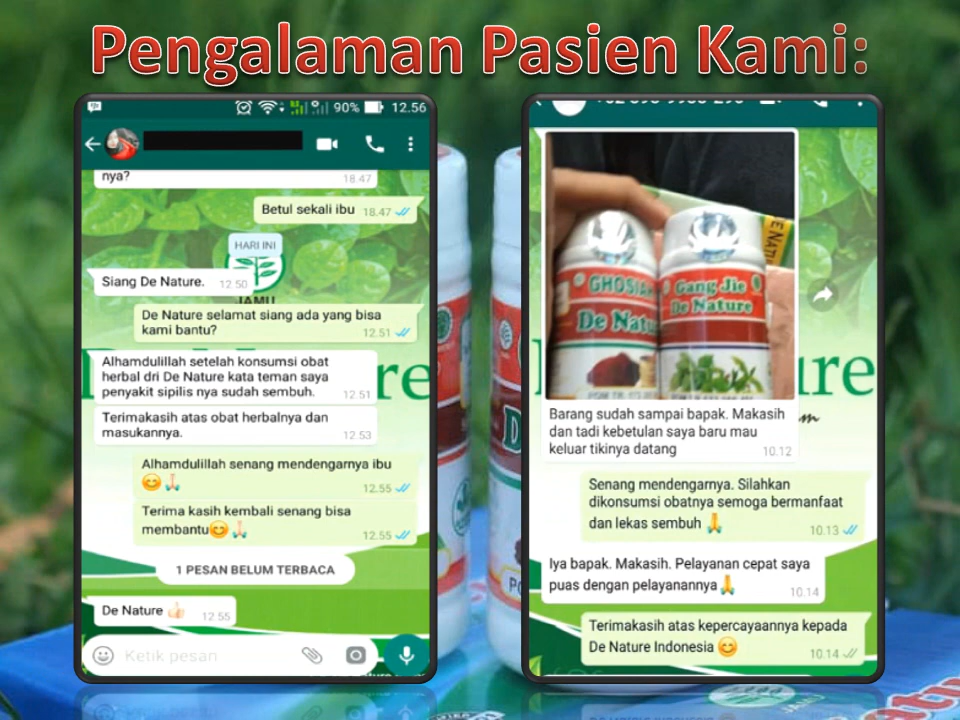 Pengalaman Pasien Kami:
90% 12.56
nya?
18.47
Betul sekali ibu 18.47
HARI INI
JAMU
Siang De Nature. 12.50
De Nature selamat siang ada yang bisa
kami bantu? 12.51
Alhamdulillah setelah konsumsi obat
herbal dri De Nature kata teman saya
penyakit sipilis nya sudah sembuh. 12.51
Terimakasih atas obat herbalnya dan
masukannya. 12.53
Alhamdulillah senang mendengarnya ibu
😊🙏 12.55
Terima kasih kembali senang bisa
membantu😊🙏 12.55
1 PESAN BELUM TERBACA
De Nature 👍 12.55
Ketik pesan
GHOSIAH
De Natu
Gang Jie
De Nature
Barang sudah sampai bapak. Makasih
dan tadi kebetulan saya baru mau
keluar tikinya datang 10.12
Senang mendengarnya. Silahkan
dikonsumsi obatnya semoga bermanfaat
dan lekas sembuh 🙏 10.13
Iya bapak. Makasih. Pelayanan cepat saya
puas dengan pelayanannya🙏 10.14
Terimakasih atas kepercayaannya kepada
De Nature Indonesia 😊 10.14